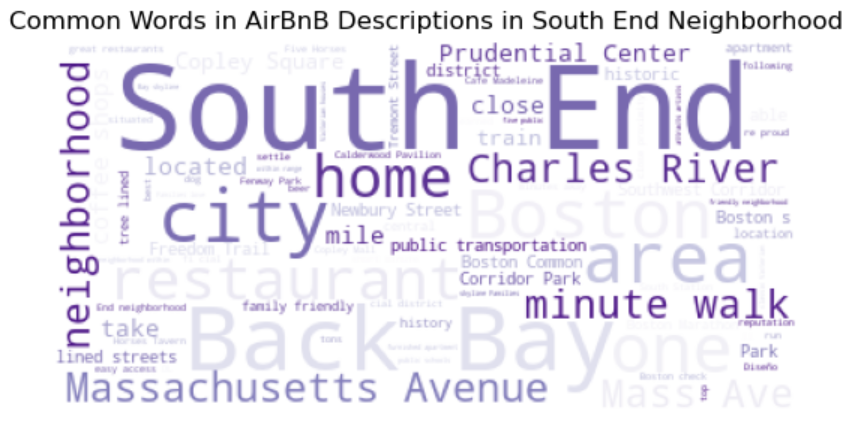 Common Words in AirBnB Descriptions in South End Neighborhood
great restaurants
Five Horses
apartment
Copley Square
Prudential Center
following
district
historic
Cafe Madeleine
South End
Tremont Street
close
able
situated
train
re proud
neighborhood
coffee shops
located
settle
Calderwood Pavilion
home
Charles River
Fenway Park
dog
best
beer
Southwest Corridor
tree lined
city
Newbury Street
Boston
friendly neighborhood
Boston s
mile
central
location
public transportation
Freedom Trail
area
Boston Common
restaurant
Corridor Park
minute walk
End neighborhood
family friendly
Back Bay
history
reputation
take
one
run
Horses Tavern
tons
lined streets
Park
easy access
Diseño
Massachusetts Avenue
Boston check
Mass Ave
top